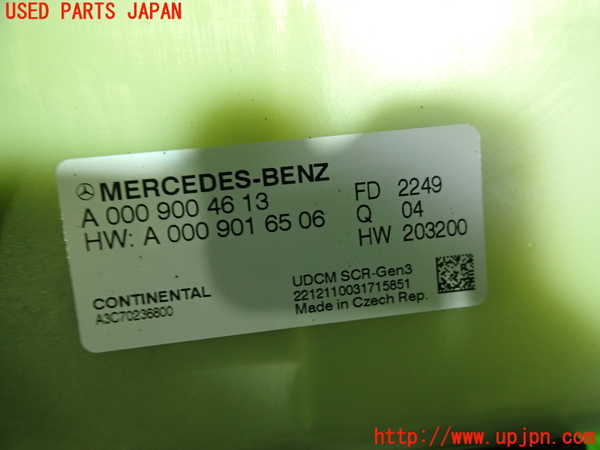 USED PARTS JAPAN
MERCEDES-BENZ
A 000 900 46 13
HW: A 000 901 65 06
FD 2249
Q 04
HW 203200
CONTINENTAL
A3C70236800
UDCM SCR-Gen3
2212110031715851
Made in Czech Rep.
http://www.upjpn.com/